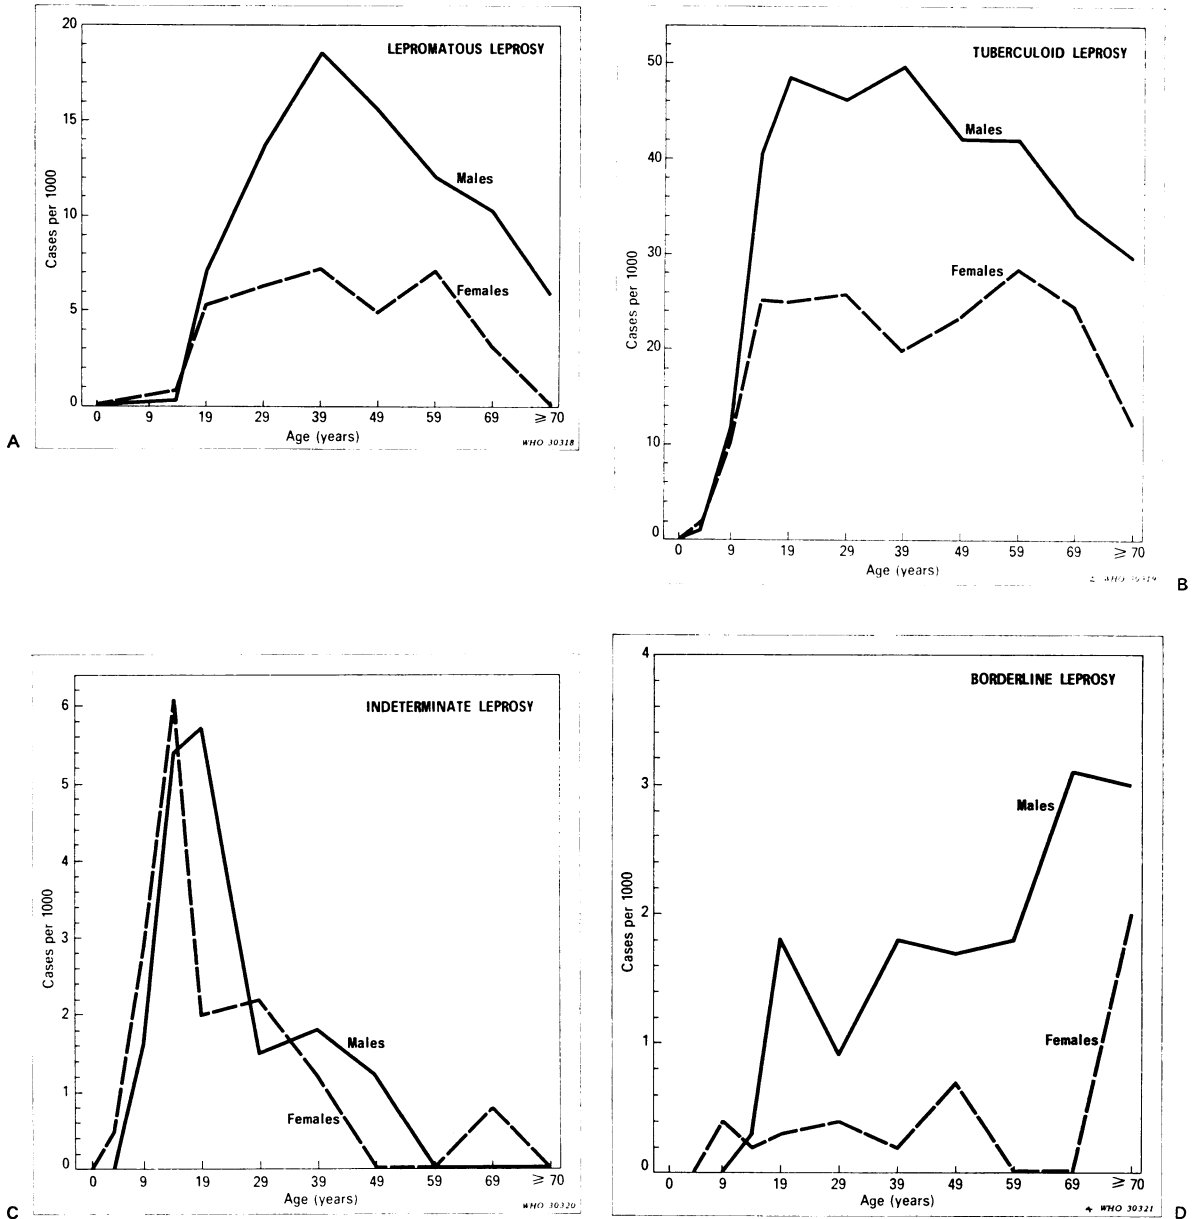 20
LEPROMATOUS LEPROSY
15
Males
10
Females
5
0
Cases per 1000
0 9 19 29 39 49 59 69 ⩾ 70
Age (years)
WHO 30318
A
TUBERCULOID LEPROSY
50
Males
40
30
Females
20
10
0
Cases per 1000
0 9 19 29 39 49 59 69 ⩾ 70
Age (years)
WHO 30319
B
INDETERMINATE LEPROSY
6
5
4
3
2
Males
1
Females
0
Cases per 1000
0 9 19 29 39 49 59 69 ⩾ 70
Age (years)
WHO 30320
C
4
BORDERLINE LEPROSY
3
Males
2
1
Females
0
Cases per 1000
0 9 19 29 39 49 59 69 ⩾ 70
Age (years)
WHO 30321
D